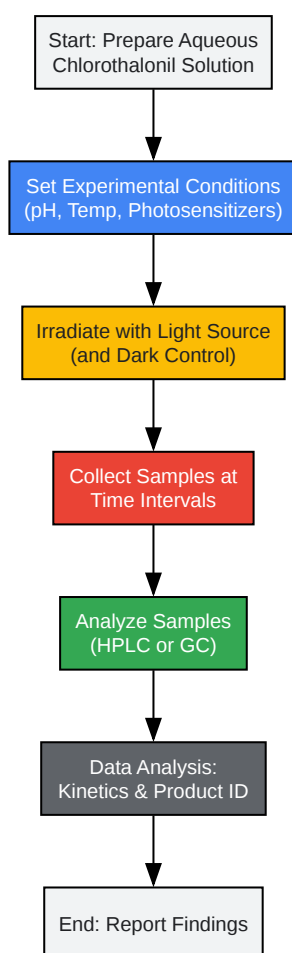 Start: Prepare Aqueous
Chlorothalonil Solution
Set Experimental Conditions
(pH, Temp, Photosensitizers)
Irradiate with Light Source
(and Dark Control)
Collect Samples at
Time Intervals
Analyze Samples
(HPLC or GC)
Data Analysis:
Kinetics & Product ID
End: Report Findings